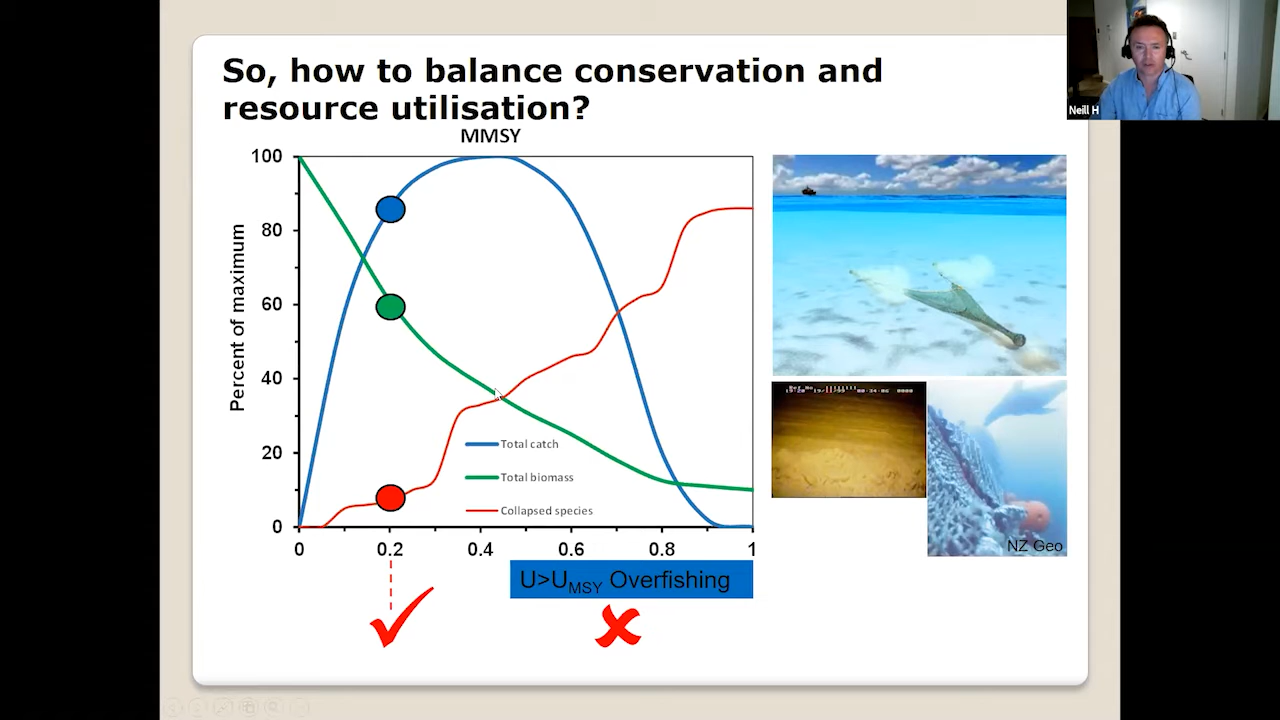 So, how to balance conservation and
resource utilisation?
MMSY
100
80
60
40
20
0
Percent of maximum
Total catch
Total biomass
Collapsed species
0 0.2 0.4 0.6 0.8 1
U>UMSY Overfishing
NZ Geo
Neill H